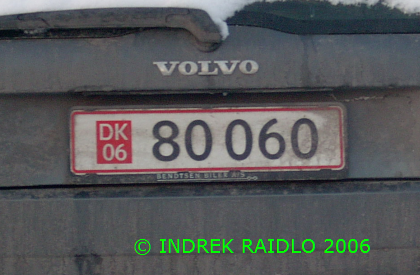 VOLVO
DK
06
80 060
BENDTSEN BILER A/S
© INDREK RAIDLO 2006